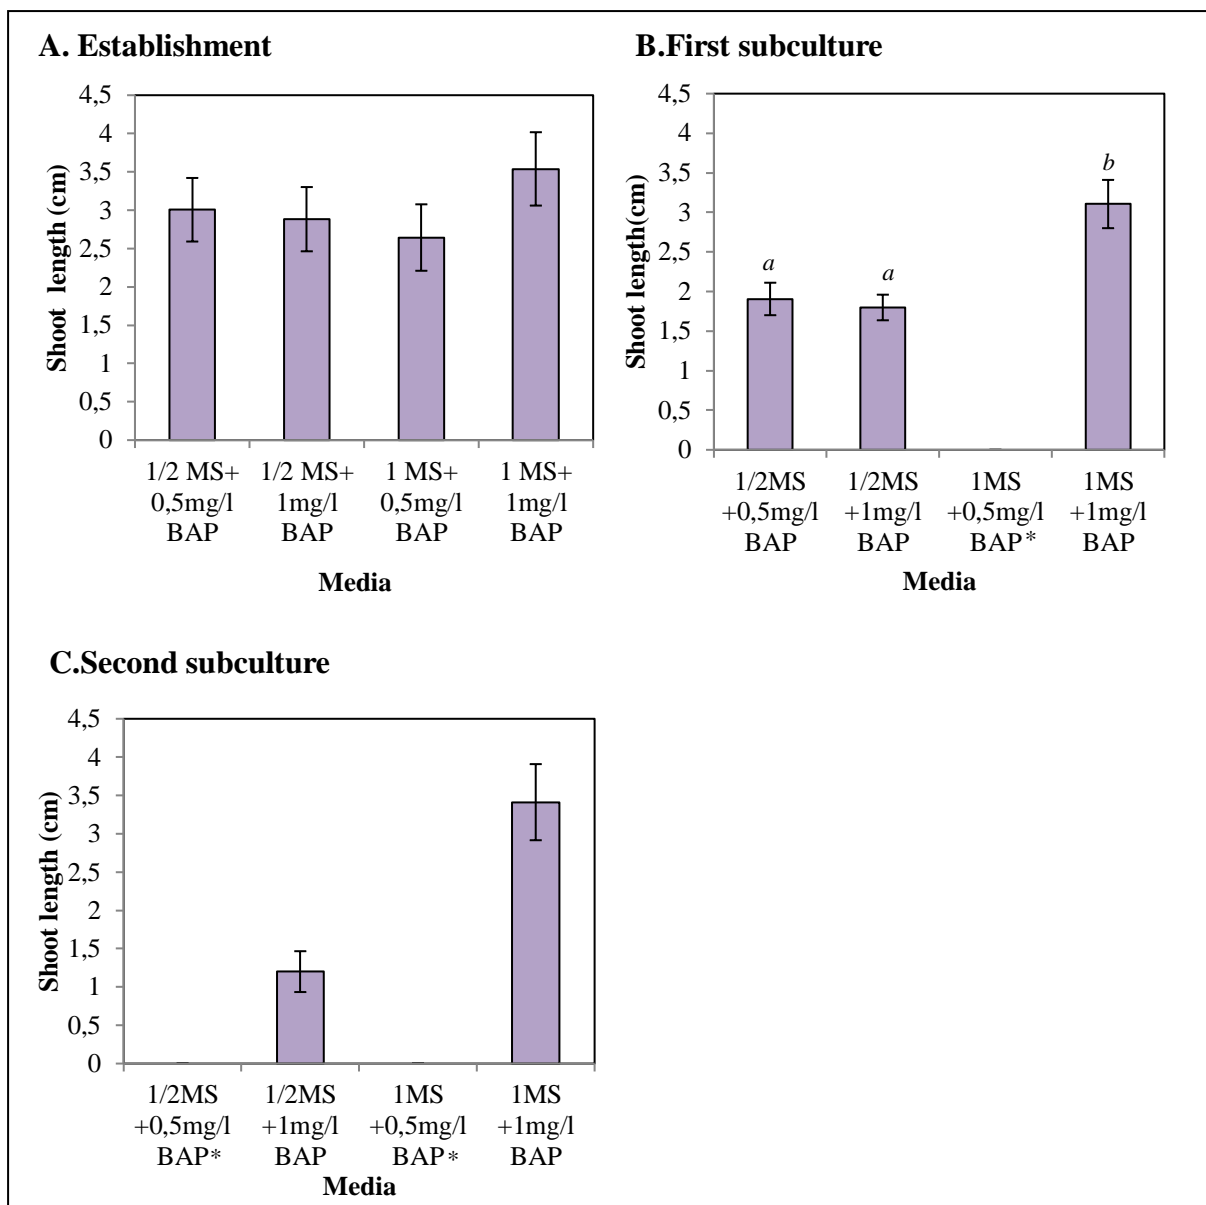 A. Establishment
4,5
4
3,5
3
2,5
2
1,5
1
0,5
0
Shoot length (cm)
1/2 MS+ 1/2 MS+ 1 MS+ 1 MS+
0,5mg/l 1mg/l 0,5mg/l 1mg/l
BAP BAP BAP BAP
Media
B.First subculture
4,5
4
3,5
3
2,5
2
1,5
1
0,5
0
Shoot length(cm)
a
a
b
1/2MS 1/2MS 1MS 1MS
+0,5mg/l +1mg/l +0,5mg/l +1mg/l
BAP BAP BAP* BAP
Media
C.Second subculture
4,5
4
3,5
3
2,5
2
1,5
1
0,5
0
Shoot length (cm)
1/2MS 1/2MS 1MS 1MS
+0,5mg/l +1mg/l +0,5mg/l +1mg/l
BAP* BAP BAP* BAP
Media